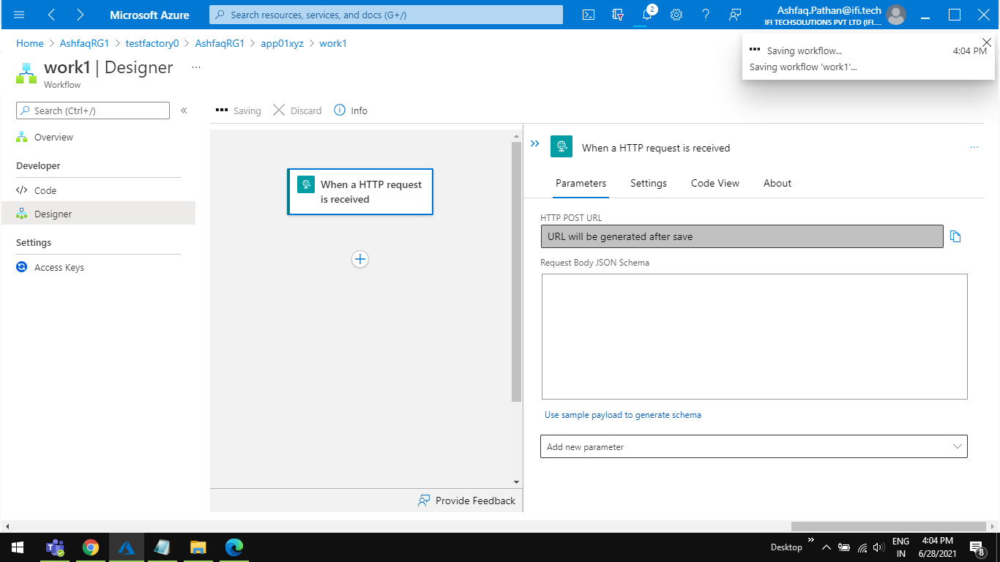 Microsoft Azure
Search resources, services, and docs (G+/)
2
Ashfaq.Pathan@ifi.tech
IFI TECHSOLUTIONS PVT LTD (IFI....
Home > AshfaqRG1 > testfactory0 > AshfaqRG1 > app01xyz > work1
Saving workflow...
4:04 PM
Saving workflow 'work1'...
work1 | Designer ...
Workflow
Search (Ctrl+/)
«
Saving
Discard
Info
Overview
Developer
</> Code
Designer
Settings
Access Keys
When a HTTP request
is received
Provide Feedback
When a HTTP request is received
...
Parameters
Settings
Code View
About
HTTP POST URL
URL will be generated after save
Request Body JSON Schema
Use sample payload to generate schema
Add new parameter
Desktop
ENG
IN
4:04 PM
6/28/2021
8